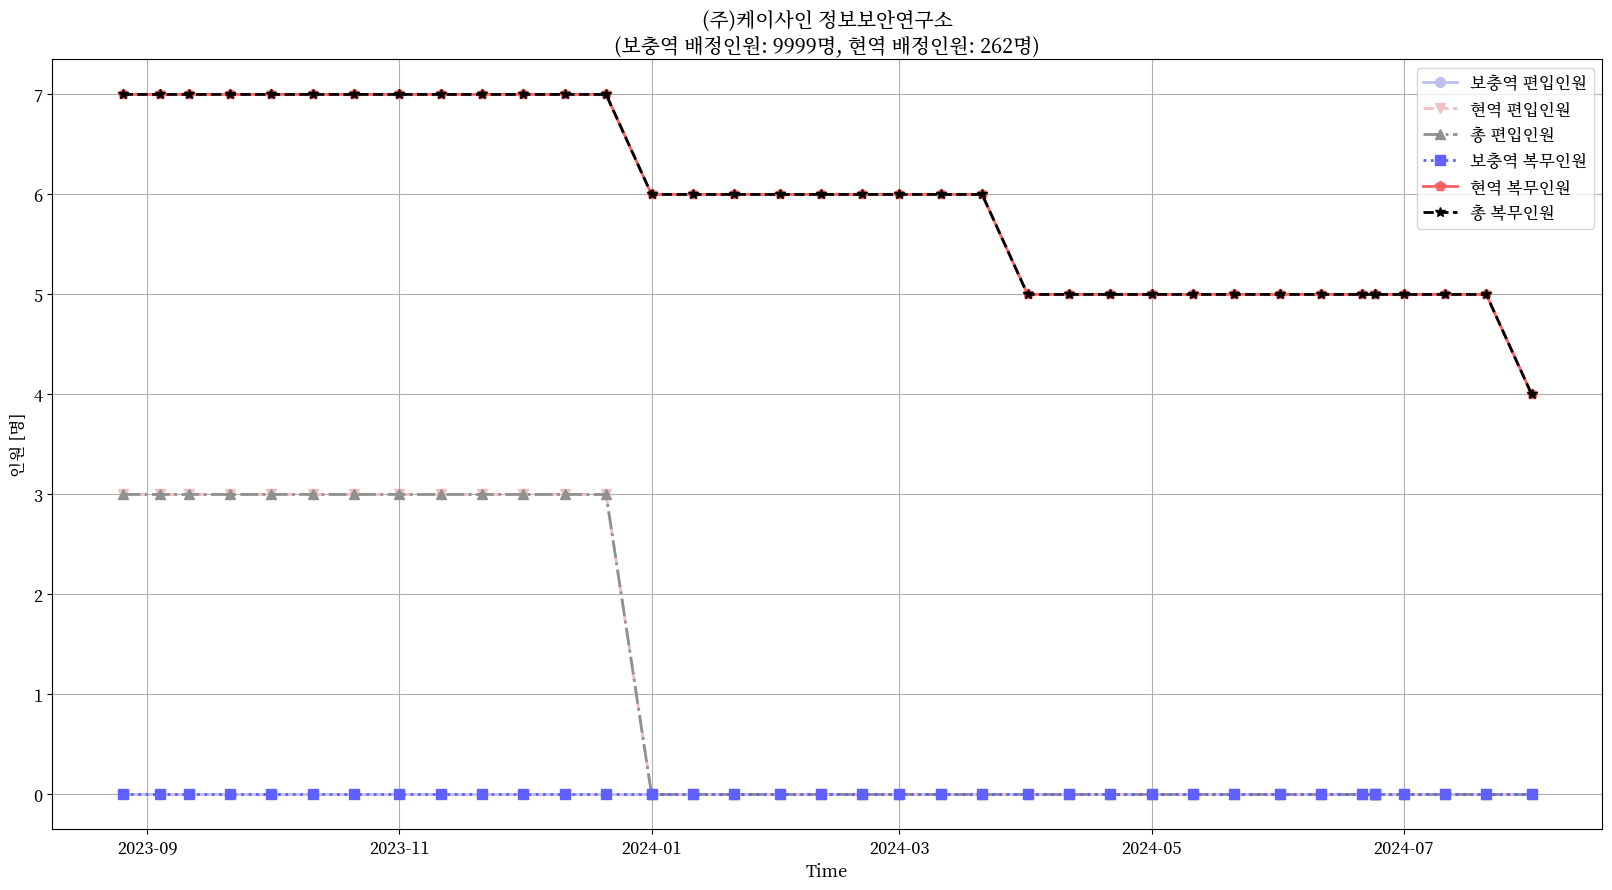 (주)케이사인 정보보안연구소
(보충역 배정인원: 9999명, 현역 배정인원: 262명)
보충역 편입인원
현역 편입인원
총 편입인원
보충역 복무인원
현역 복무인원
총 복무인원
인원 [명]
7
6
5
4
3
2
1
0
2023-09
2023-11
2024-01
2024-03
2024-05
2024-07
Time